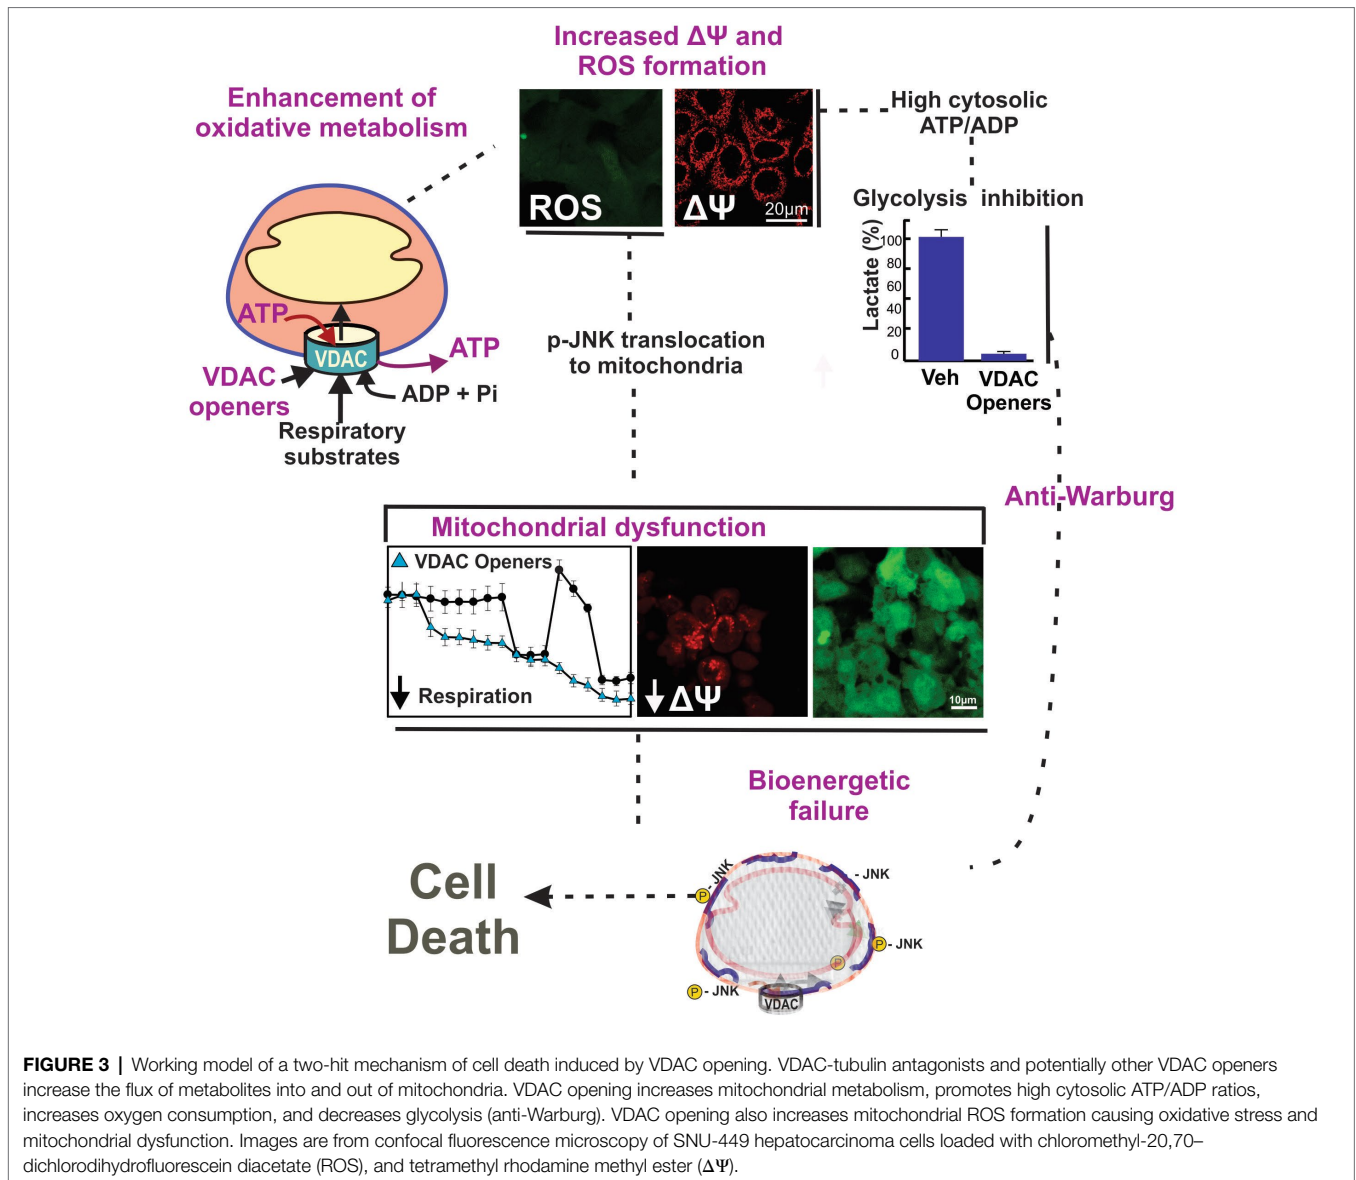 Increased ΔΨ and
ROS formation
Enhancement of
oxidative metabolism
ROS
ΔΨ
20µm
High cytosolic
ATP/ADP
Glycolysis inhibition
Lactate (%)
100
80
60
40
20
0
Veh
VDAC
Openers
ATP
VDAC
ATP
VDAC
openers
ADP + Pi
Respiratory
substrates
p-JNK translocation
to mitochondria
Anti-Warburg
Mitochondrial dysfunction
VDAC Openers
Respiration
ΔΨ
10µm
Bioenergetic
failure
Cell
Death
P - JNK
- JNK
P - JNK
P
P - JNK
VDAC
FIGURE 3 | Working model of a two-hit mechanism of cell death induced by VDAC opening. VDAC-tubulin antagonists and potentially other VDAC openers
increase the flux of metabolites into and out of mitochondria. VDAC opening increases mitochondrial metabolism, promotes high cytosolic ATP/ADP ratios,
increases oxygen consumption, and decreases glycolysis (anti-Warburg). VDAC opening also increases mitochondrial ROS formation causing oxidative stress and
mitochondrial dysfunction. Images are from confocal fluorescence microscopy of SNU-449 hepatocarcinoma cells loaded with chloromethyl-20,70–
dichlorodihydrofluorescein diacetate (ROS), and tetramethyl rhodamine methyl ester (ΔΨ).